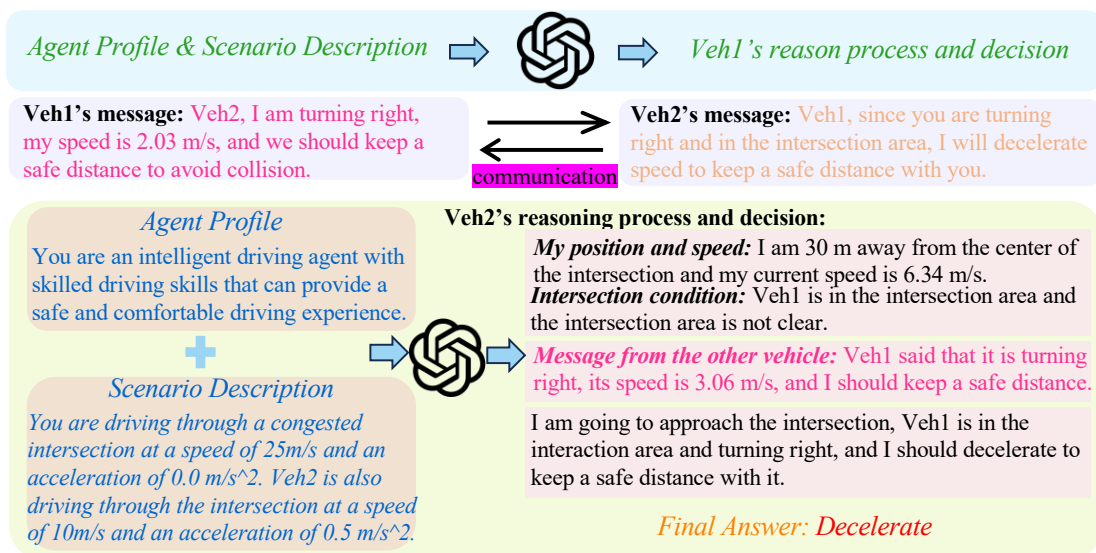 Agent Profile & Scenario Description
Veh1's reason process and decision
Veh1's message: Veh2, I am turning right,
my speed is 2.03 m/s, and we should keep a
safe distance to avoid collision.
communication
Veh2's message: Veh1, since you are turning
right and in the intersection area, I will decelerate
speed to keep a safe distance with you.
Agent Profile
You are an intelligent driving agent with
skilled driving skills that can provide a
safe and comfortable driving experience.
Scenario Description
You are driving through a congested
intersection at a speed of 25m/s and an
acceleration of 0.0 m/s^2. Veh2 is also
driving through the intersection at a speed
of 10m/s and an acceleration of 0.5 m/s^2.
Veh2's reasoning process and decision:
My position and speed: I am 30 m away from the center of
the intersection and my current speed is 6.34 m/s.
Intersection condition: Veh1 is in the intersection area and
the intersection area is not clear.
Message from the other vehicle: Veh1 said that it is turning
right, its speed is 3.06 m/s, and I should keep a safe distance.
I am going to approach the intersection, Veh1 is in the
interaction area and turning right, and I should decelerate to
keep a safe distance with it.
Final Answer: Decelerate